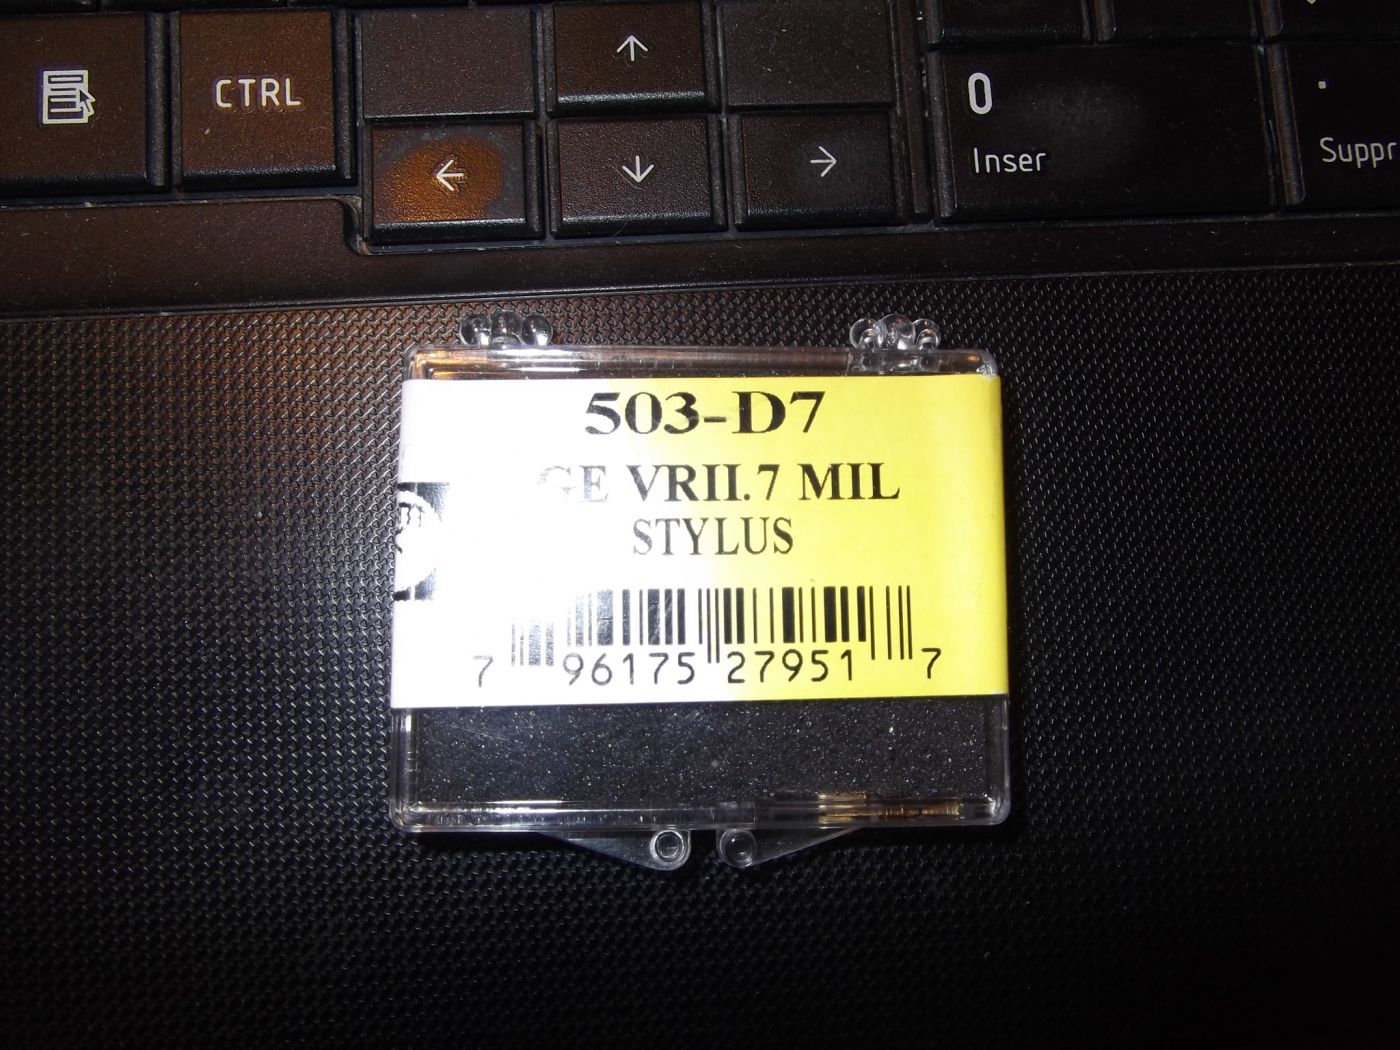 CTRL
0
Inser
.
Suppr
503-D7
GE VRII.7 MIL
STYLUS
7 96175 27951 7